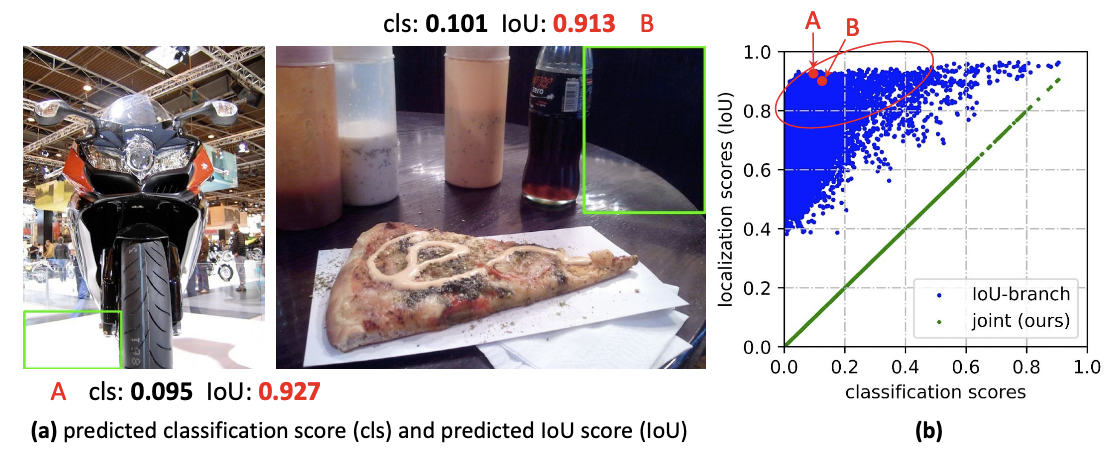 cls: 0.101 IoU: 0.913 B
SUZUKI
zero
A cls: 0.095 IoU: 0.927
(a) predicted classification score (cls) and predicted IoU score (IoU)
A
B
1.0
0.8
0.6
0.4
0.2
0.0
localization scores (IoU)
IoU-branch
joint (ours)
0.0 0.2 0.4 0.6 0.8 1.0
classification scores
(b)